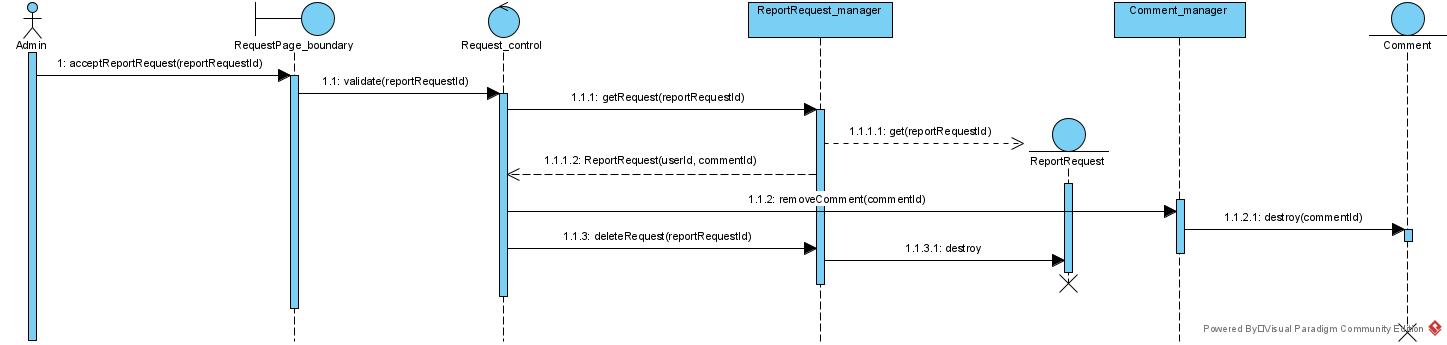 ReportRequest_manager
Comment_manager
Admin
RequestPage_boundary
Request_control
Comment
1: acceptReportRequest(reportRequestId)
1.1: validate(reportRequestId)
1.1.1: getRequest(reportRequestId)
1.1.1.1: get(reportRequestId)
ReportRequest
1.1.1.2: ReportRequest(userId, commentId)
1.1.2: removeComment(commentId)
1.1.2.1: destroy(commentId)
1.1.3: deleteRequest(reportRequestId)
1.1.3.1: destroy
Powered By□Visual Paradigm Community Edition